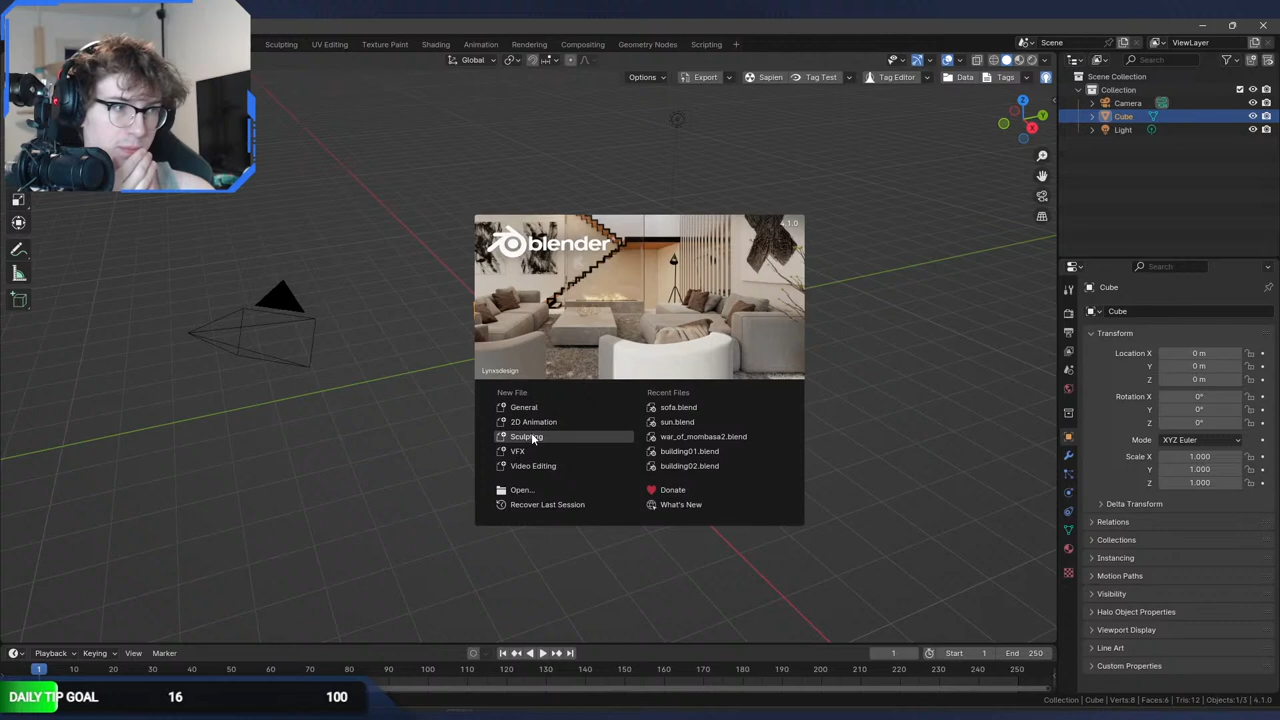 Sculpting UV Editing Texture Paint Shading Animation Rendering Compositing Geometry Nodes Scripting + Scene ViewLayer
Global Search
Options Export Sapien Tag Test Tag Editor Data Tags
Scene Collection
Collection
Camera
Cube
Light
X
Y
Z
blender
4.1.0
Lynxsdesign
New File Recent Files
General sofa.blend
2D Animation sun.blend
Sculpting war_of_mombasa2.blend
VFX building01.blend
Video Editing building02.blend
Open... Donate
Recover Last Session What's New
Search
Cube
Cube
Transform
Location X 0 m
Y 0 m
Z 0 m
Rotation X 0°
Y 0°
Z 0°
Mode XYZ Euler
Scale X 1.000
Y 1.000
Z 1.000
Delta Transform
Relations
Collections
Instancing
Motion Paths
Visibility
Viewport Display
Line Art
Custom Properties
Halo Object Properties
Playback Keying View Marker 1 Start 1 End 250
1 10 20 30 40 50 60 70 80 90 100 110 120 130 140 150 160 170 180 190 200 210 220 230 240 250
DAILY TIP GOAL 16 100
Collection | Cube | Verts:8 | Faces:6 | Tris:12 | Objects:1/3 | 4.1.0